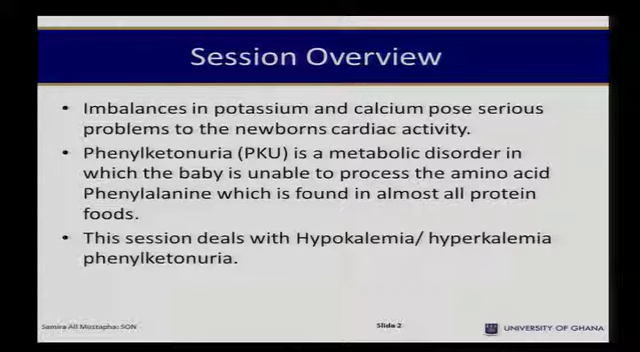 Session Overview
• Imbalances in potassium and calcium pose serious
problems to the newborns cardiac activity.
• Phenylketonuria (PKU) is a metabolic disorder in
which the baby is unable to process the amino acid
Phenylalanine which is found in almost all protein
foods.
• This session deals with Hypokalemia/ hyperkalemia
phenylketonuria.
Samira Ali Mustapha: SON
Slide 2
UNIVERSITY OF GHANA